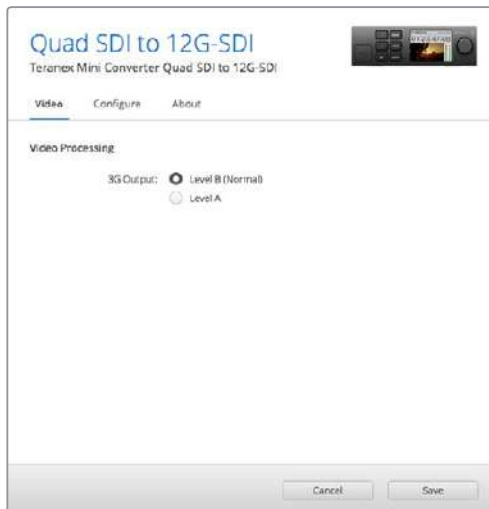 Quad SDI to 12G-SDI
Teranex Mini Converter Quad SDI to 12G-SDI
Video Configure About
Video Processing
3G Output: Level B (Normal)
Level A
Cancel Save